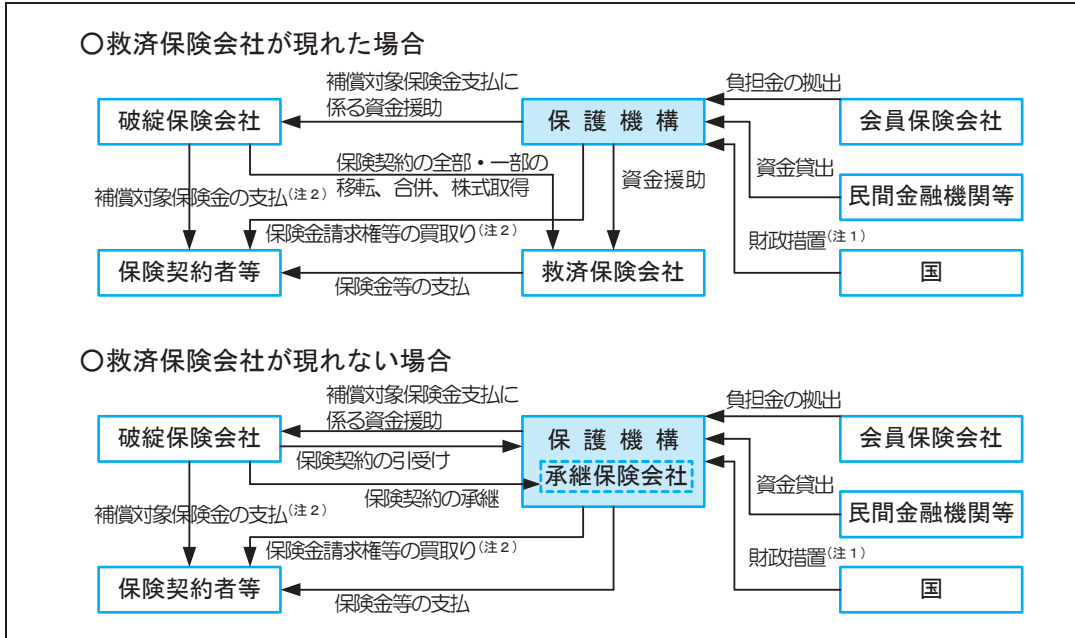 〇救済保険会社が現れた場合
補償対象保険金支払に
係る資金援助
負担金の拠出
破綻保険会社
保護機構
会員保険会社
保険契約の全部・一部の
移転、合併、株式取得
資金援助
資金貸出
補償対象保険金の支払(注2)
民間金融機関等
保険金請求権等の買取り(注2)
財政措置(注1)
保険契約者等
保険金等の支払
救済保険会社
国
〇救済保険会社が現れない場合
補償対象保険金支払に
係る資金援助
負担金の拠出
破綻保険会社
保護機構
会員保険会社
保険契約の引受け
承継保険会社
保険契約の承継
資金貸出
補償対象保険金の支払(注2)
民間金融機関等
保険金請求権等の買取り(注2)
財政措置(注1)
保険契約者等
保険金等の支払
国